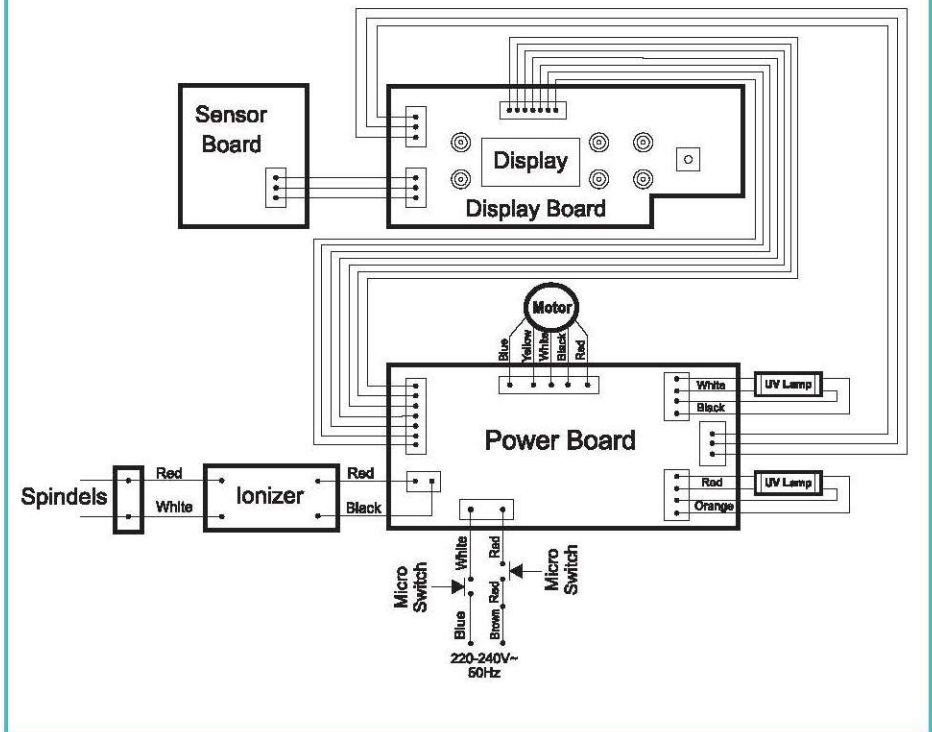 Sensor
Board
Display
Display Board
Motor
Blue
Yellow
White
Black
Red
White
UV Lamp
Black
Power Board
Red
UV Lamp
Orange
Spindels
Red
White
Ionizer
Red
Black
White
Red
Micro
Switch
Micro
Switch
Blue
Red
Brown
220-240V~
50Hz